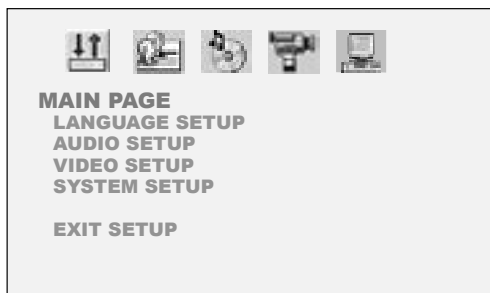 MAIN PAGE
LANGUAGE SETUP
AUDIO SETUP
VIDEO SETUP
SYSTEM SETUP
EXIT SETUP